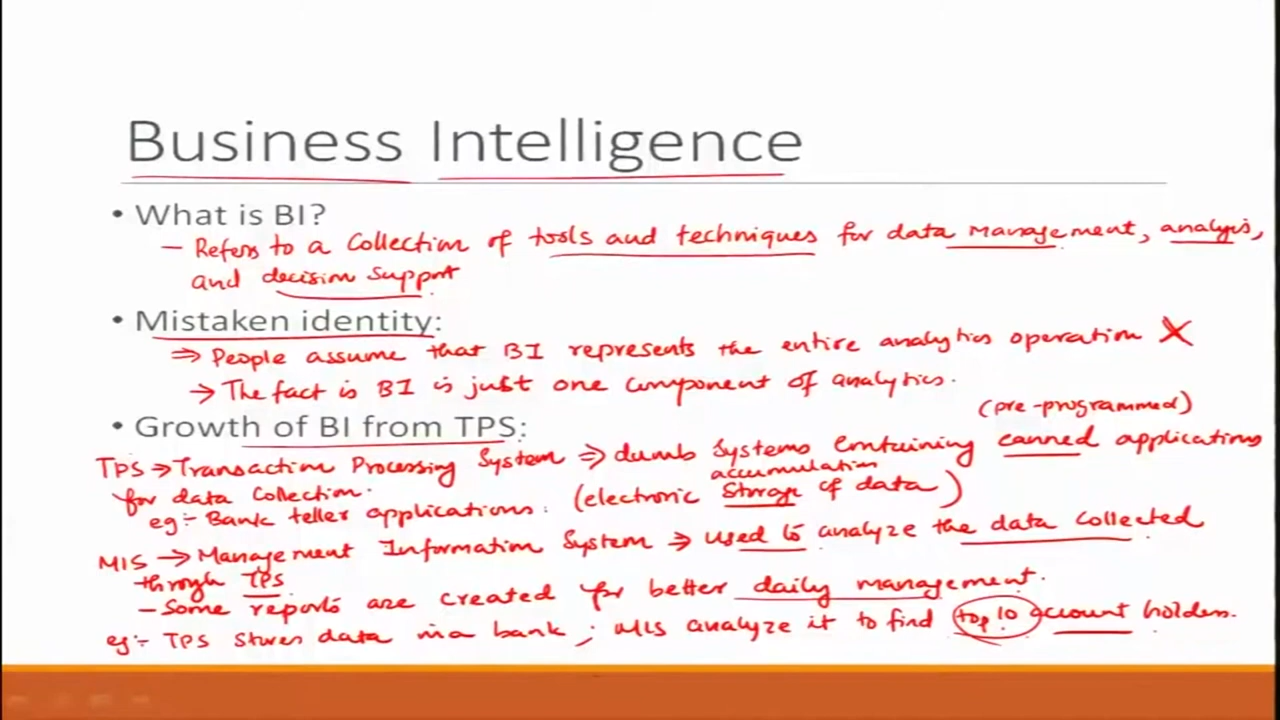 Business Intelligence
• What is BI?
– Refers to a Collection of tools and techniques for data management, analysis,
and decision support
• Mistaken identity:
⇒ People assume that BI represents the entire analytics operation X
→ The fact is BI is just one component of analytics.
• Growth of BI from TPS:
(pre-programmed)
TPS → Transaction Processing System ⇒ dumb systems containing canned applications
for data collection.
accumulation
eg:- Bank teller applications. (electronic storage of data)
MIS → Management Information System → used to analyze the data collected
through TPS
– Some reports are created for better daily management.
eg:- TPS stores data in a bank; MIS analyze it to find top 10 account holders.